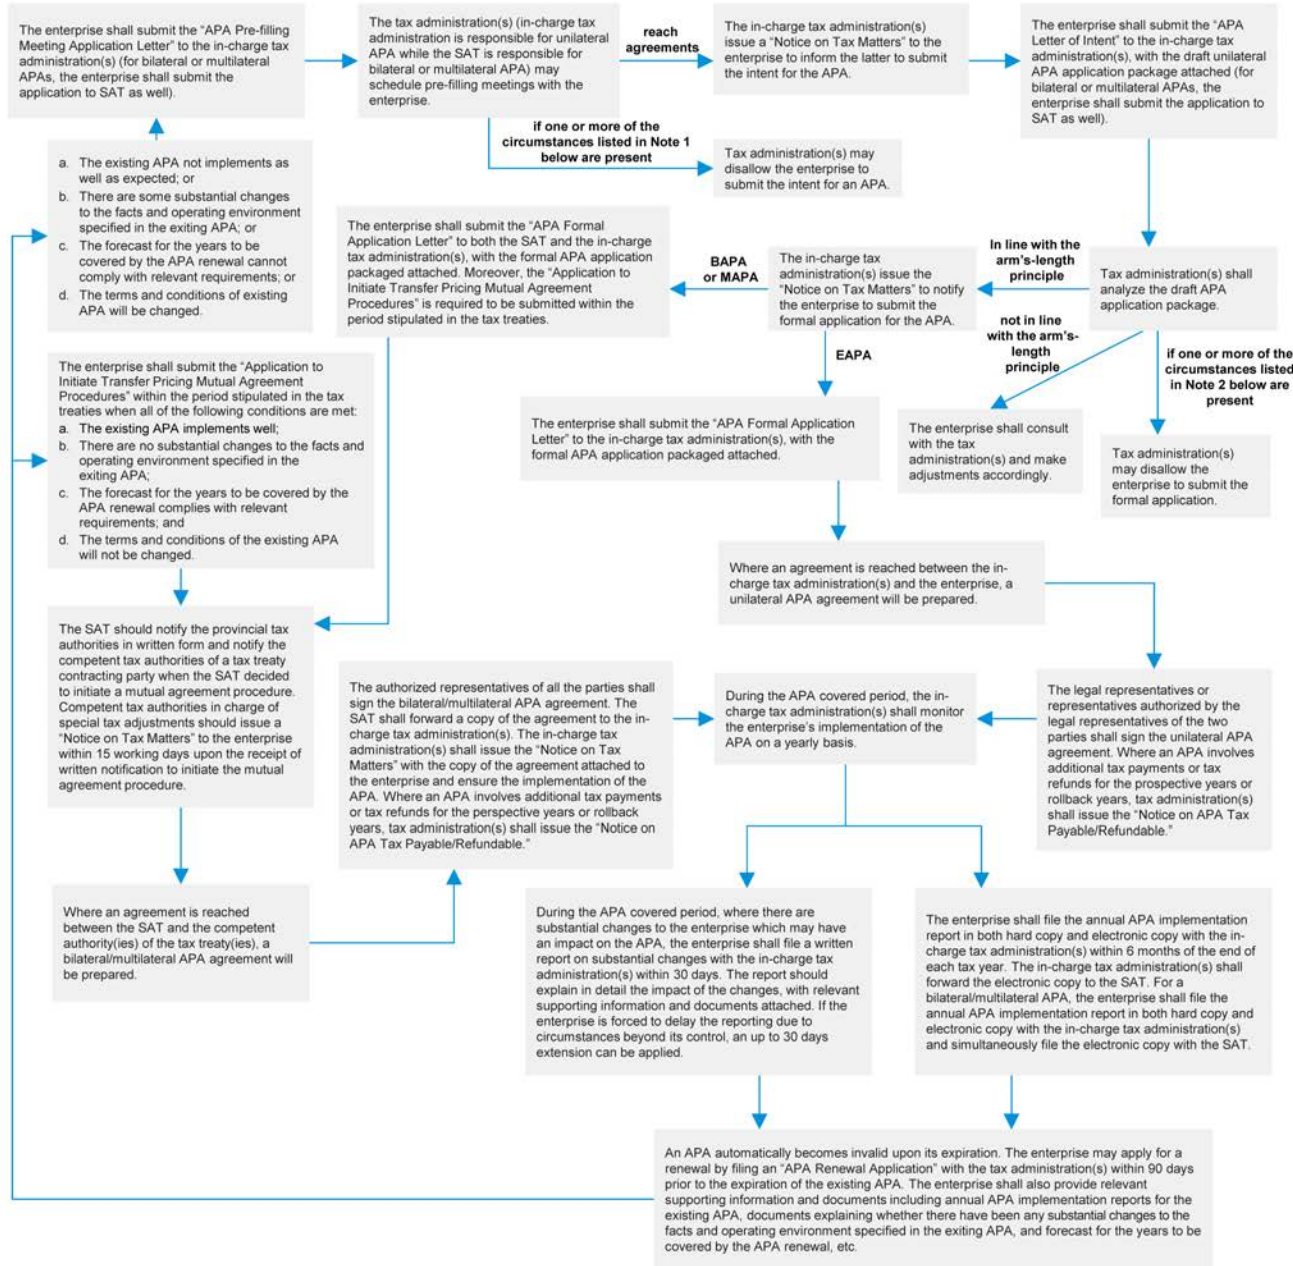 The enterprise shall submit the “APA Pre-filling
Meeting Application Letter” to the in-charge tax
administration(s) (for bilateral or multilateral
APAs, the enterprise shall submit the
application to SAT as well).
The tax administration(s) (in-charge tax
administration is responsible for unilateral
APA while the SAT is responsible for
bilateral or multilateral APA) may
schedule pre-filling meetings with the
enterprise.
reach
agreements
The in-charge tax administration(s)
issue a “Notice on Tax Matters” to the
enterprise to inform the latter to submit
the intent for the APA.
The enterprise shall submit the “APA
Letter of Intent” to the in-charge tax
administration(s), with the draft unilateral
APA application package attached (for
bilateral or multilateral APAs, the
enterprise shall submit the application to
SAT as well).
if one or more of the
circumstances listed in Note 1
below are present
Tax administration(s) may
disallow the enterprise to
submit the intent for an APA.
a. The existing APA not implements as
well as expected; or
b. There are some substantial changes
to the facts and operating environment
specified in the exiting APA; or
c. The forecast for the years to be
covered by the APA renewal cannot
comply with relevant requirements; or
d. The terms and conditions of existing
APA will be changed.
The enterprise shall submit the “APA Formal
Application Letter” to both the SAT and the in-charge
tax administration(s), with the formal APA application
packaged attached. Moreover, the “Application to
Initiate Transfer Pricing Mutual Agreement
Procedures” is required to be submitted within the
period stipulated in the tax treaties.
BAPA
or MAPA
The in-charge tax
administration(s) issue the
“Notice on Tax Matters” to notify
the enterprise to submit the
formal application for the APA.
In line with the
arm’s-length
principle
Tax administration(s) shall
analyze the draft APA
application package.
not in line
with the arm’s-
length
principle
if one or more of the
circumstances listed
in Note 2 below are
present
EAPA
The enterprise shall submit the “Application to
Initiate Transfer Pricing Mutual Agreement
Procedures” within the period stipulated in the tax
treaties when all of the following conditions are met:
a. The existing APA implements well;
b. There are no substantial changes to the facts and
operating environment specified in the
exiting APA;
c. The forecast for the years to be covered by the
APA renewal complies with relevant
requirements; and
d. The terms and conditions of the existing APA
will not be changed.
The enterprise shall submit the “APA Formal Application
Letter” to the in-charge tax administration(s), with the
formal APA application packaged attached.
The enterprise shall consult
with the tax
administration(s) and make
adjustments accordingly.
Tax administration(s)
may disallow the
enterprise to submit the
formal application.
Where an agreement is reached between the in-
charge tax administration(s) and the enterprise, a
unilateral APA agreement will be prepared.
The SAT should notify the provincial tax
authorities in written form and notify the
competent tax authorities of a tax treaty
contracting party when the SAT decided
to initiate a mutual agreement procedure.
Competent tax authorities in charge of
special tax adjustments should issue a
“Notice on Tax Matters” to the enterprise
within 15 working days upon the receipt of
written notification to initiate the mutual
agreement procedure.
The authorized representatives of all the parties shall
sign the bilateral/multilateral APA agreement. The
SAT shall forward a copy of the agreement to the in-
charge tax administration(s). The in-charge tax
administration(s) shall issue the “Notice on Tax
Matters” with the copy of the agreement attached
to the enterprise and ensure the implementation of the
APA. Where an APA involves additional tax payments
or tax refunds for the perspective years or rollback
years, tax administration(s) shall issue the “Notice on
APA Tax Payable/Refundable.”
During the APA covered period, the in-
charge tax administration(s) shall monitor
the enterprise’s implementation of the
APA on a yearly basis.
The legal representatives or
representatives authorized by the
legal representatives of the two
parties shall sign the unilateral APA
agreement. Where an APA involves
additional tax payments or tax
refunds for the prospective years or
rollback years, tax administration(s)
shall issue the “Notice on APA Tax
Payable/Refundable.”
Where an agreement is reached
between the SAT and the competent
authority(ies) of the tax treaty(ies), a
bilateral/multilateral APA agreement will
be prepared.
During the APA covered period, where there are
substantial changes to the enterprise which may have
an impact on the APA, the enterprise shall file a written
report on substantial changes with the in-charge tax
administration(s) within 30 days. The report should
explain in detail the impact of the changes, with relevant
supporting information and documents attached. If the
enterprise is forced to delay the reporting due to
circumstances beyond its control, an up to 30 days
extension can be applied.
The enterprise shall file the annual APA implementation
report in both hard copy and electronic copy with the in-
charge tax administration(s) within 6 months of the end of
each tax year. The in-charge tax administration(s) shall
forward the electronic copy to the SAT. For a
bilateral/multilateral APA, the enterprise shall file the
annual APA implementation report in both hard copy and
electronic copy with the in-charge tax administration(s)
and simultaneously file the electronic copy with the SAT.
An APA automatically becomes invalid upon its expiration. The enterprise may apply for a
renewal by filing an “APA Renewal Application” with the tax administration(s) within 90 days
prior to the expiration of the existing APA. The enterprise shall also provide relevant
supporting information and documents including annual APA implementation reports for the
existing APA, documents explaining whether there have been any substantial changes to the
facts and operating environment specified in the exiting APA, and forecast for the years to be
covered by the APA renewal, etc.